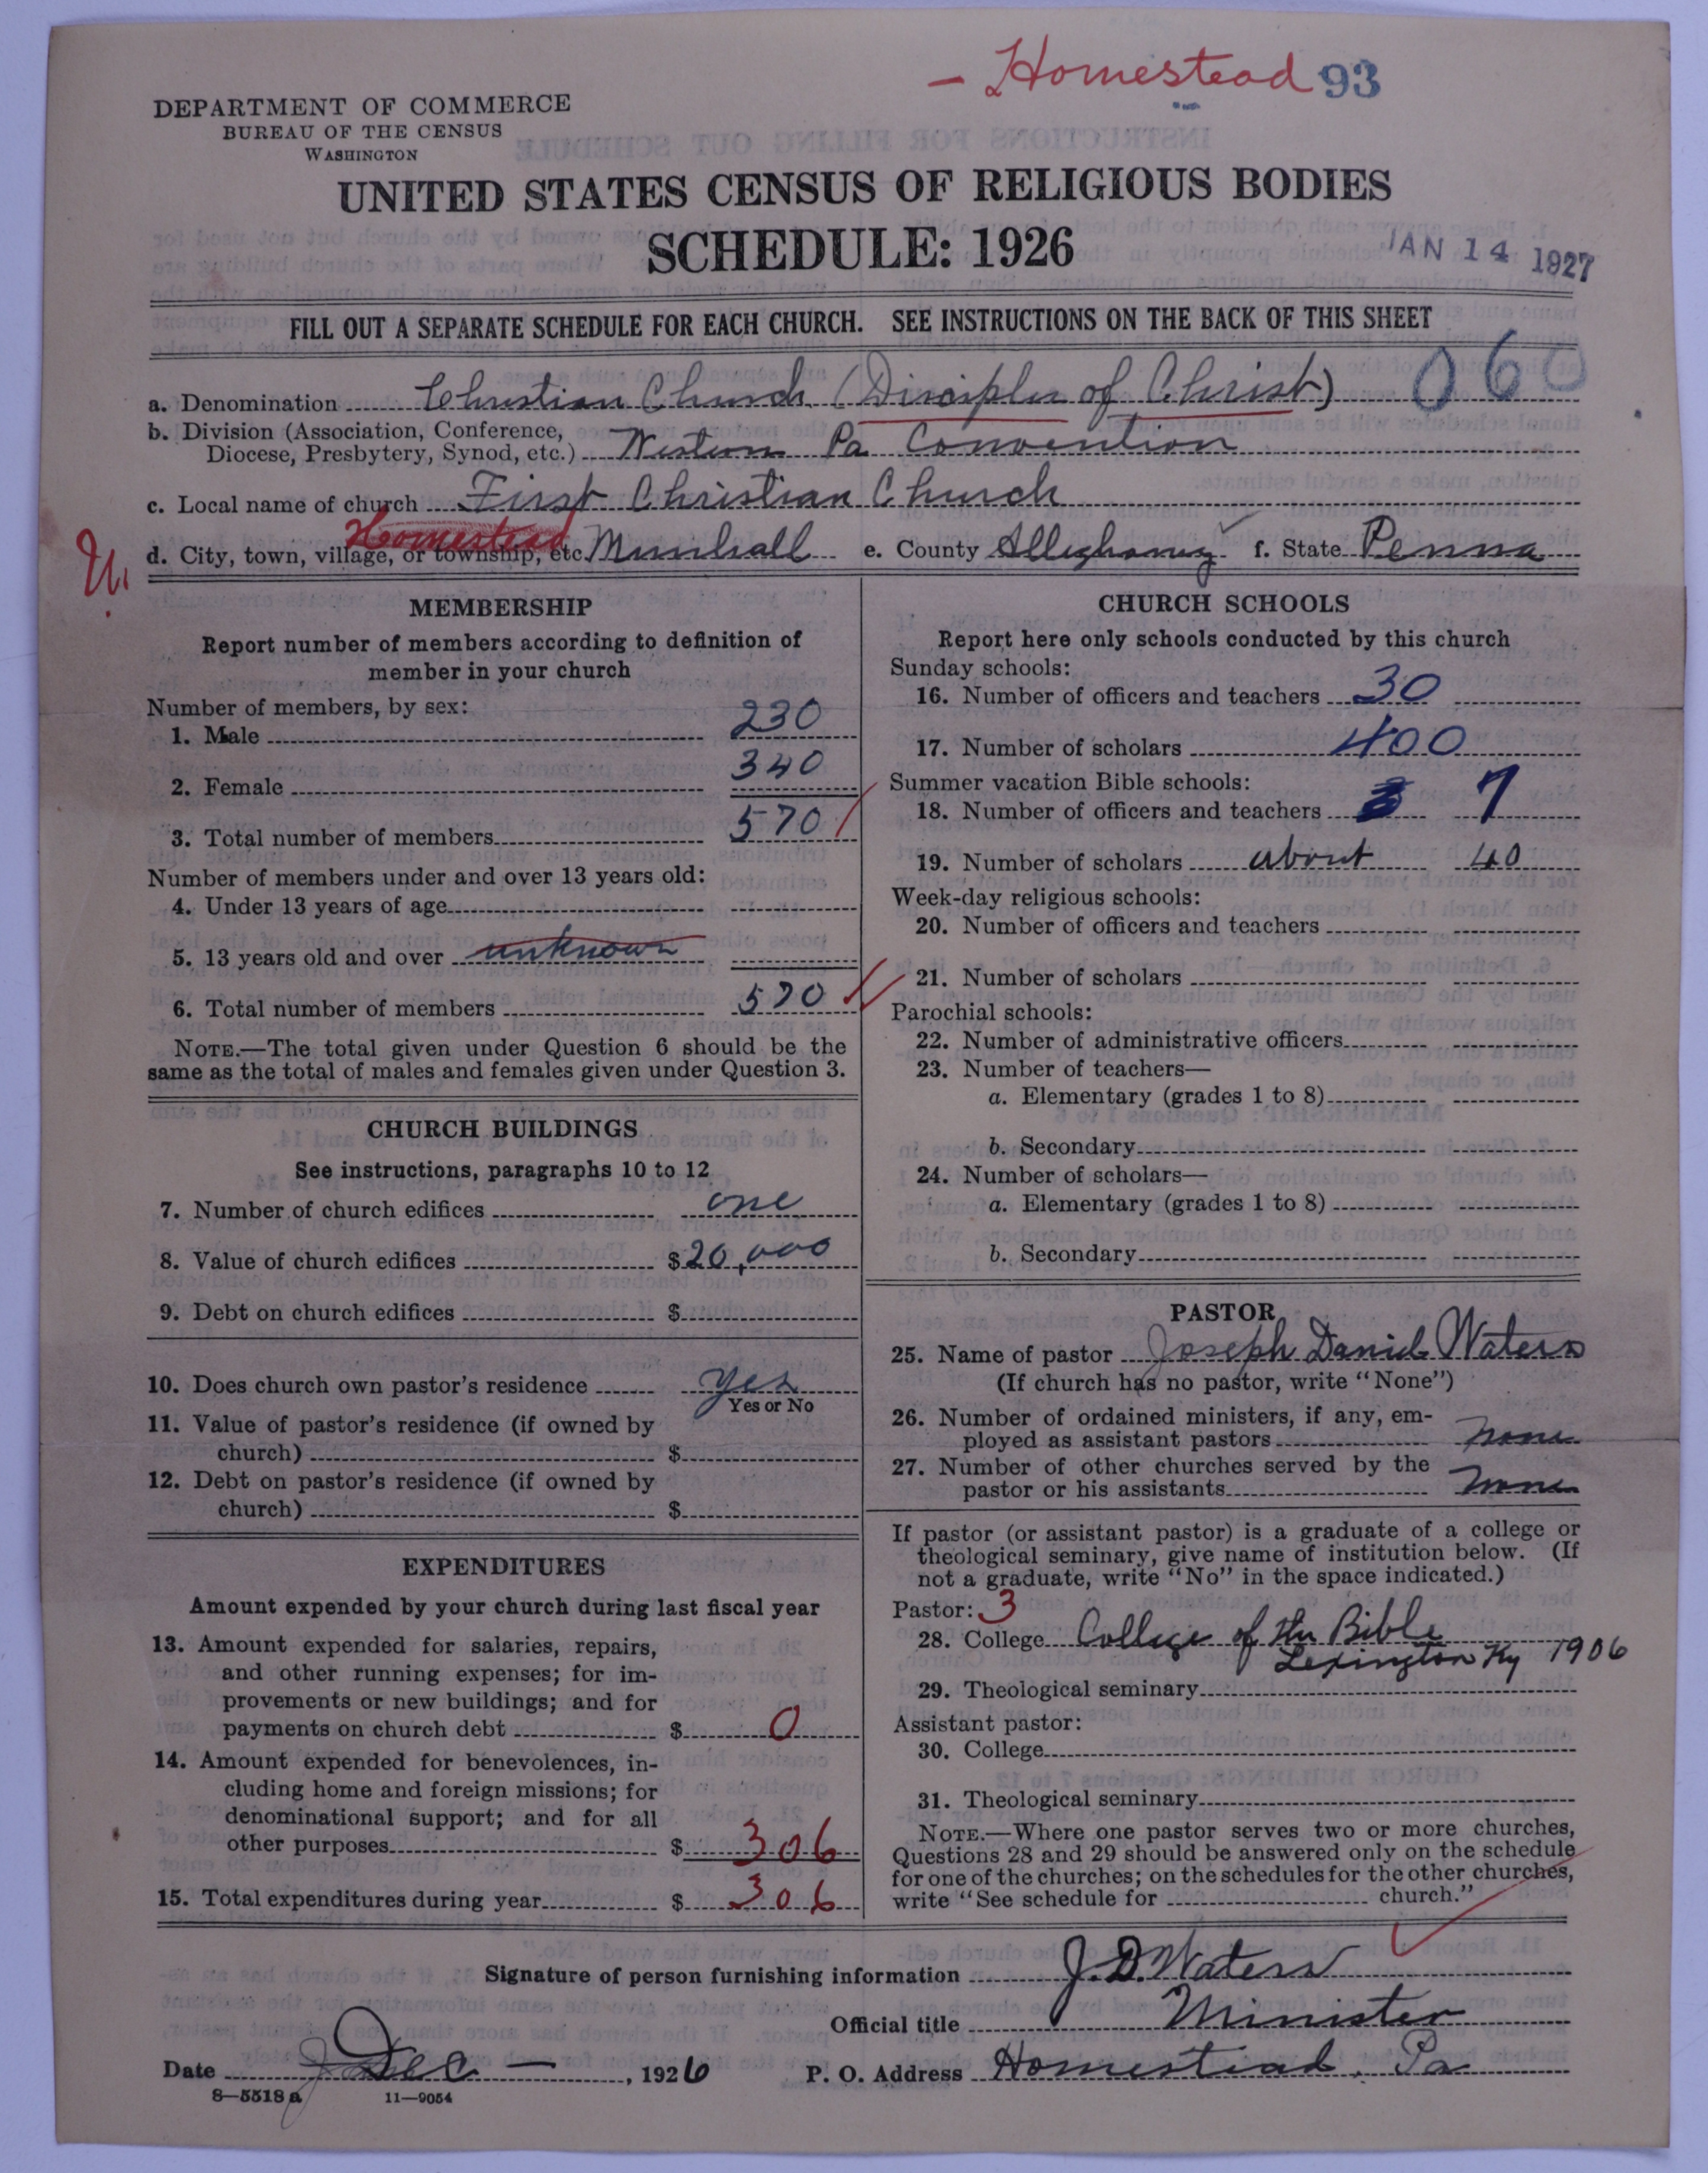 - Homestead 93
DEPARTMENT OF COMMERCE
BUREAU OF THE CENSUS
WASHINGTON
UNITED STATES CENSUS OF RELIGIOUS BODIES
SCHEDULE: 1926
JAN 14 1927
FILL OUT A SEPARATE SCHEDULE FOR EACH CHURCH. SEE INSTRUCTIONS ON THE BACK OF THIS SHEET
060
a. Denomination Christian Church (Disciples of Christ)
b. Division (Association, Conference, Diocese, Presbytery, Synod, etc.) Western Pa Convention
c. Local name of church First Christian Church
Homestead
d. City, town, village, or township, etc. Munhall e. County Alleghany f. State Penna
MEMBERSHIP
Report number of members according to definition of
member in your church
Number of members, by sex:
1. Male 230
2. Female 340
3. Total number of members 570
Number of members under and over 13 years old:
4. Under 13 years of age
5. 13 years old and over unknown
6. Total number of members 570
NOTE.—The total given under Question 6 should be the
same as the total of males and females given under Question 3.
CHURCH BUILDINGS
See instructions, paragraphs 10 to 12
7. Number of church edifices one
8. Value of church edifices $20,000
9. Debt on church edifices $
10. Does church own pastor's residence yes
Yes or No
11. Value of pastor's residence (if owned by
church) $
12. Debt on pastor's residence (if owned by
church) $
EXPENDITURES
Amount expended by your church during last fiscal year
13. Amount expended for salaries, repairs,
and other running expenses; for im-
provements or new buildings; and for
payments on church debt $ 0
14. Amount expended for benevolences, in-
cluding home and foreign missions; for
denominational support; and for all
other purposes $ 306
15. Total expenditures during year $ 306
CHURCH SCHOOLS
Report here only schools conducted by this church
Sunday schools:
16. Number of officers and teachers 30
17. Number of scholars 400
Summer vacation Bible schools:
18. Number of officers and teachers 7
19. Number of scholars about 40
Week-day religious schools:
20. Number of officers and teachers
21. Number of scholars
Parochial schools:
22. Number of administrative officers
23. Number of teachers—
a. Elementary (grades 1 to 8)
b. Secondary
24. Number of scholars—
a. Elementary (grades 1 to 8)
b. Secondary
PASTOR
25. Name of pastor Joseph Daniel Waters
(If church has no pastor, write "None")
26. Number of ordained ministers, if any, em-
ployed as assistant pastors none
27. Number of other churches served by the
pastor or his assistants none
If pastor (or assistant pastor) is a graduate of a college or
theological seminary, give name of institution below. (If
not a graduate, write "No" in the space indicated.)
Pastor: 3
28. College College of the Bible
Lexington Ky 1906
29. Theological seminary
Assistant pastor:
30. College
31. Theological seminary
NOTE.—Where one pastor serves two or more churches,
Questions 28 and 29 should be answered only on the schedule
for one of the churches; on the schedules for the other churches,
write "See schedule for church."
Signature of person furnishing information J. D. Waters
Official title Minister
Date Dec —, 1926 P. O. Address Homestead, Pa
8—5518a 11—9054